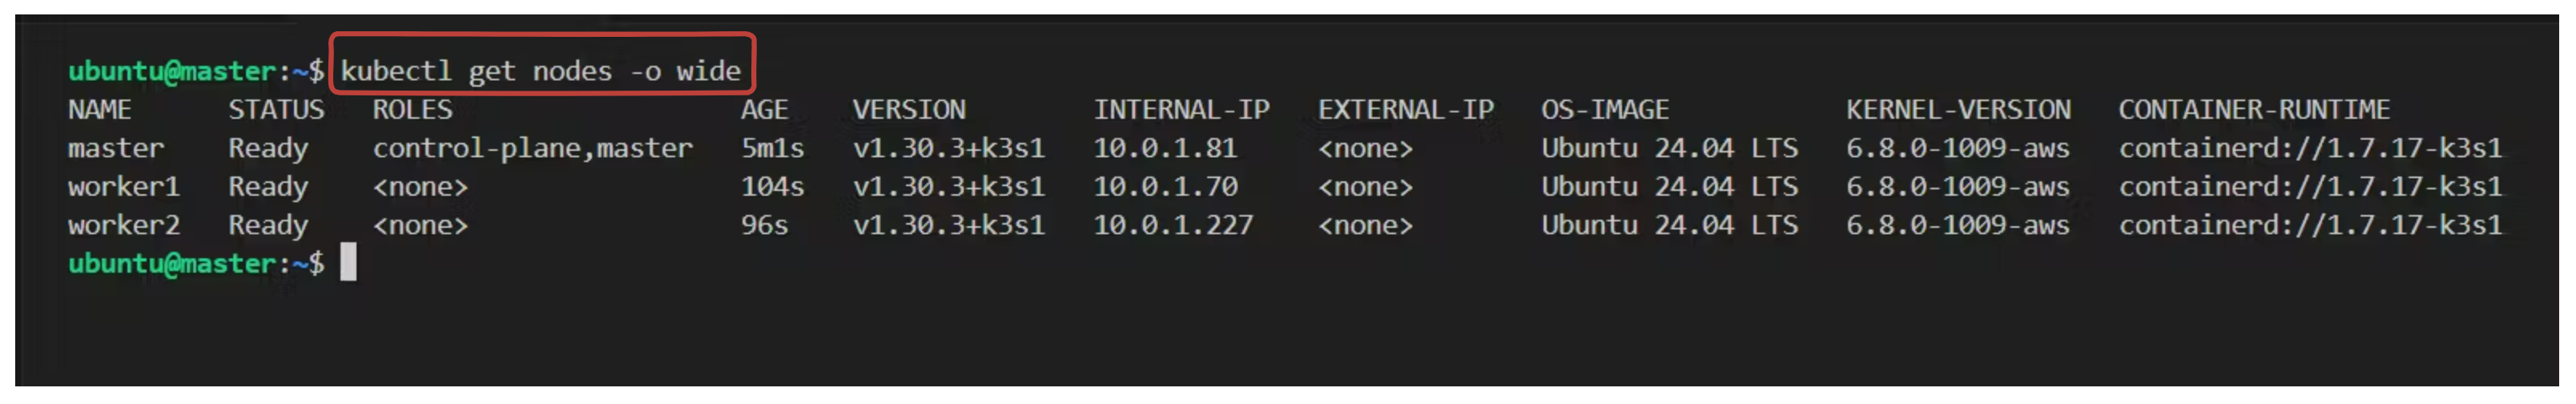 ubuntu@master:~$ kubectl get nodes -o wide
NAME      STATUS   ROLES                  AGE    VERSION        INTERNAL-IP   EXTERNAL-IP   OS-IMAGE           KERNEL-VERSION   CONTAINER-RUNTIME
master    Ready    control-plane,master   5m1s   v1.30.3+k3s1   10.0.1.81     <none>        Ubuntu 24.04 LTS   6.8.0-1009-aws   containerd://1.7.17-k3s1
worker1   Ready    <none>                 104s   v1.30.3+k3s1   10.0.1.70     <none>        Ubuntu 24.04 LTS   6.8.0-1009-aws   containerd://1.7.17-k3s1
worker2   Ready    <none>                 96s    v1.30.3+k3s1   10.0.1.227    <none>        Ubuntu 24.04 LTS   6.8.0-1009-aws   containerd://1.7.17-k3s1
ubuntu@master:~$